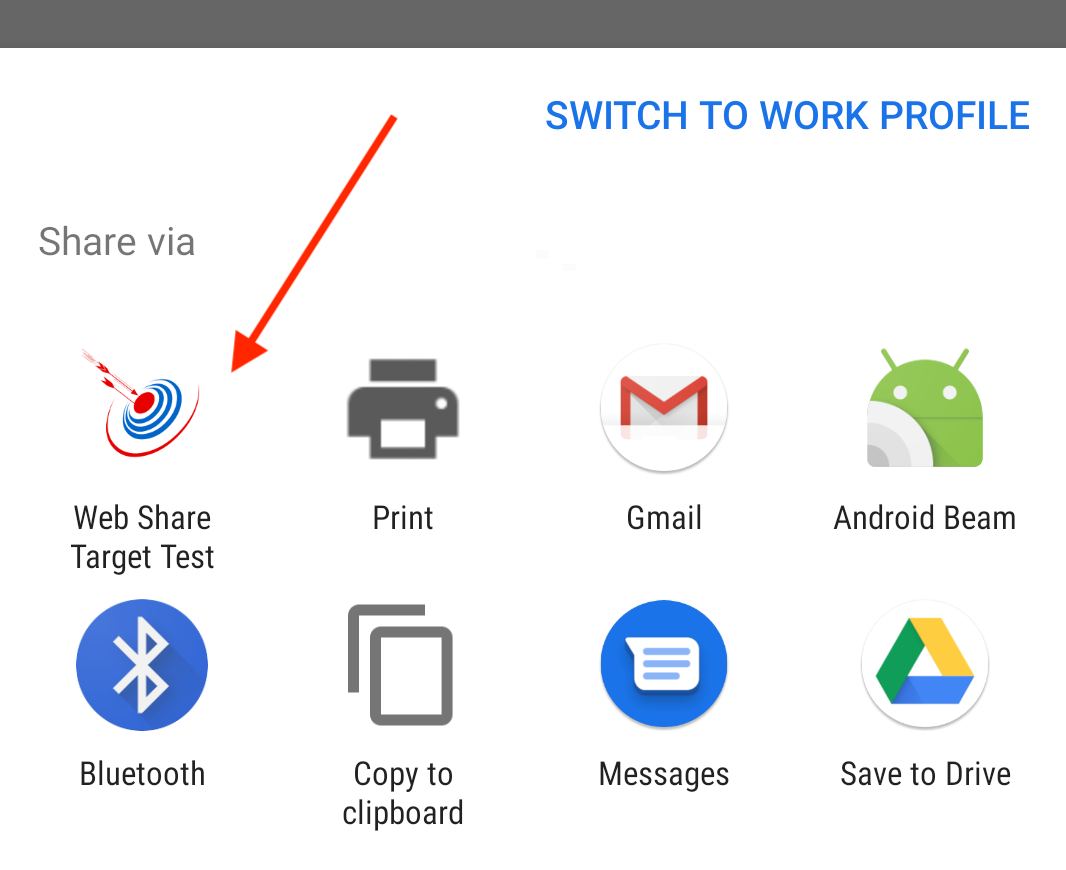 SWITCH TO WORK PROFILE
Share via
Web Share
Target Test
Print
Gmail
Android Beam
Bluetooth
Copy to
clipboard
Messages
Save to Drive